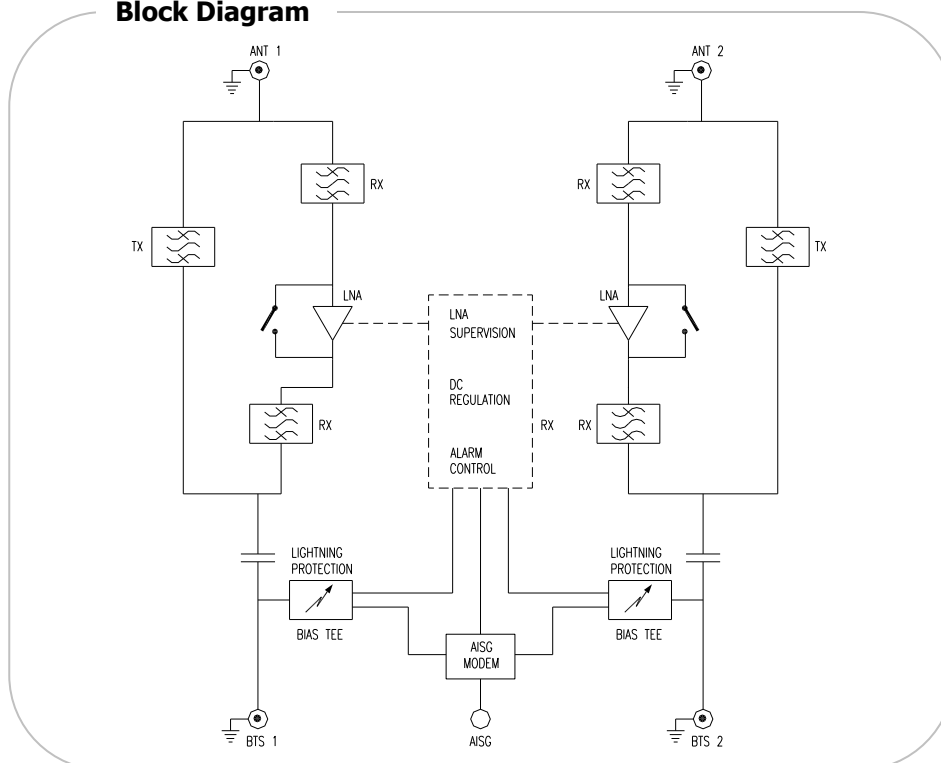 Block Diagram
ANT 1
ANT 2
RX
RX
TX
TX
LNA
LNA
LNA
SUPERVISION
DC
REGULATION
RX
RX
RX
ALARM
CONTROL
LIGHTNING
PROTECTION
LIGHTNING
PROTECTION
BIAS TEE
BIAS TEE
AISG
MODEM
BTS 1
AISG
BTS 2